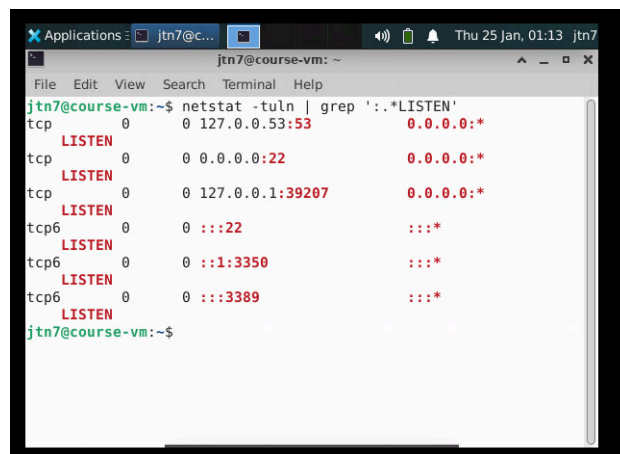 Applications jtn7@c... Thu 25 Jan, 01:13 jtn7
jtn7@course-vm: ~
File Edit View Search Terminal Help
jtn7@course-vm:~$ netstat -tuln | grep ':.*LISTEN'
tcp 0 0 127.0.0.53:53 0.0.0.0:*
LISTEN
tcp 0 0 0.0.0.0:22 0.0.0.0:*
LISTEN
tcp 0 0 127.0.0.1:39207 0.0.0.0:*
LISTEN
tcp6 0 0 :::22 :::*
LISTEN
tcp6 0 0 ::1:3350 :::*
LISTEN
tcp6 0 0 :::3389 :::*
LISTEN
jtn7@course-vm:~$